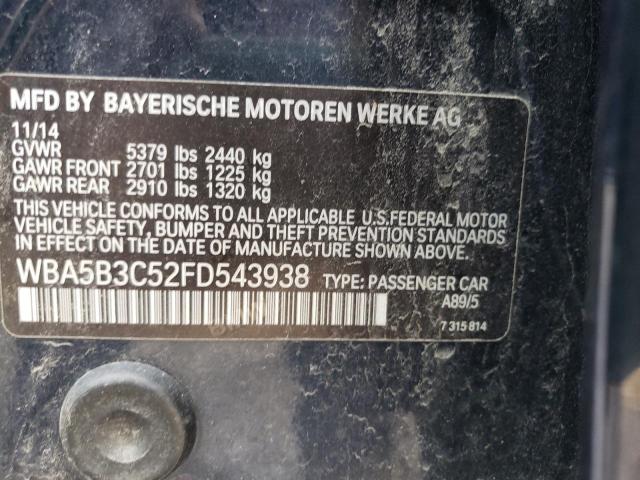 MFD BY BAYERISCHE MOTOREN WERKE AG
11/14
GVWR 5379 lbs 2440 kg
GAWR FRONT 2701 lbs 1225 kg
GAWR REAR 2910 lbs 1320 kg
THIS VEHICLE CONFORMS TO ALL APPLICABLE U.S.FEDERAL MOTOR
VEHICLE SAFETY, BUMPER AND THEFT PREVENTION STANDARDS
IN EFFECT ON THE DATE OF MANUFACTURE SHOWN ABOVE.
WBA5B3C52FD543938 TYPE: PASSENGER CAR
A89/5
7 315 814